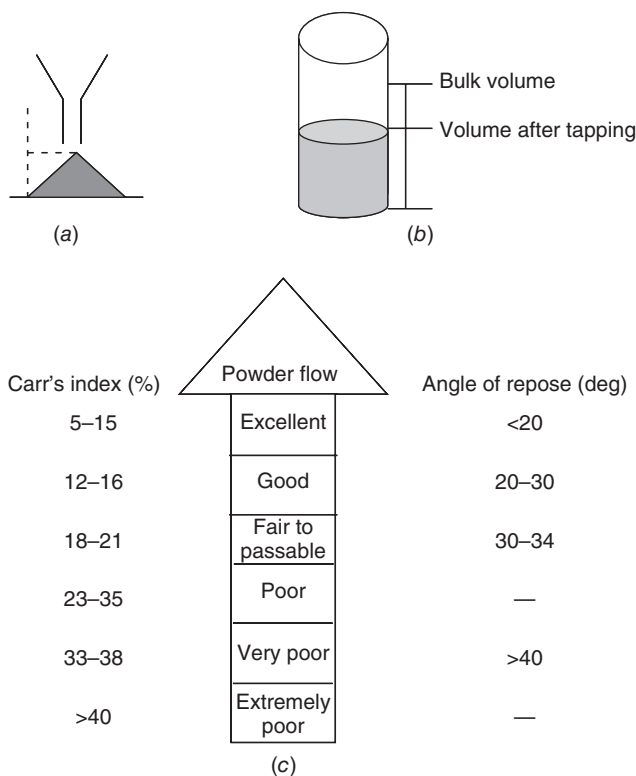 Bulk volume
Volume after tapping
(a)
(b)
Carr's index (%)
Powder flow
Angle of repose (deg)
5–15
Excellent
<20
12–16
Good
20–30
18–21
Fair to
passable
30–34
23–35
Poor
—
33–38
Very poor
>40
>40
Extremely
poor
—
(c)